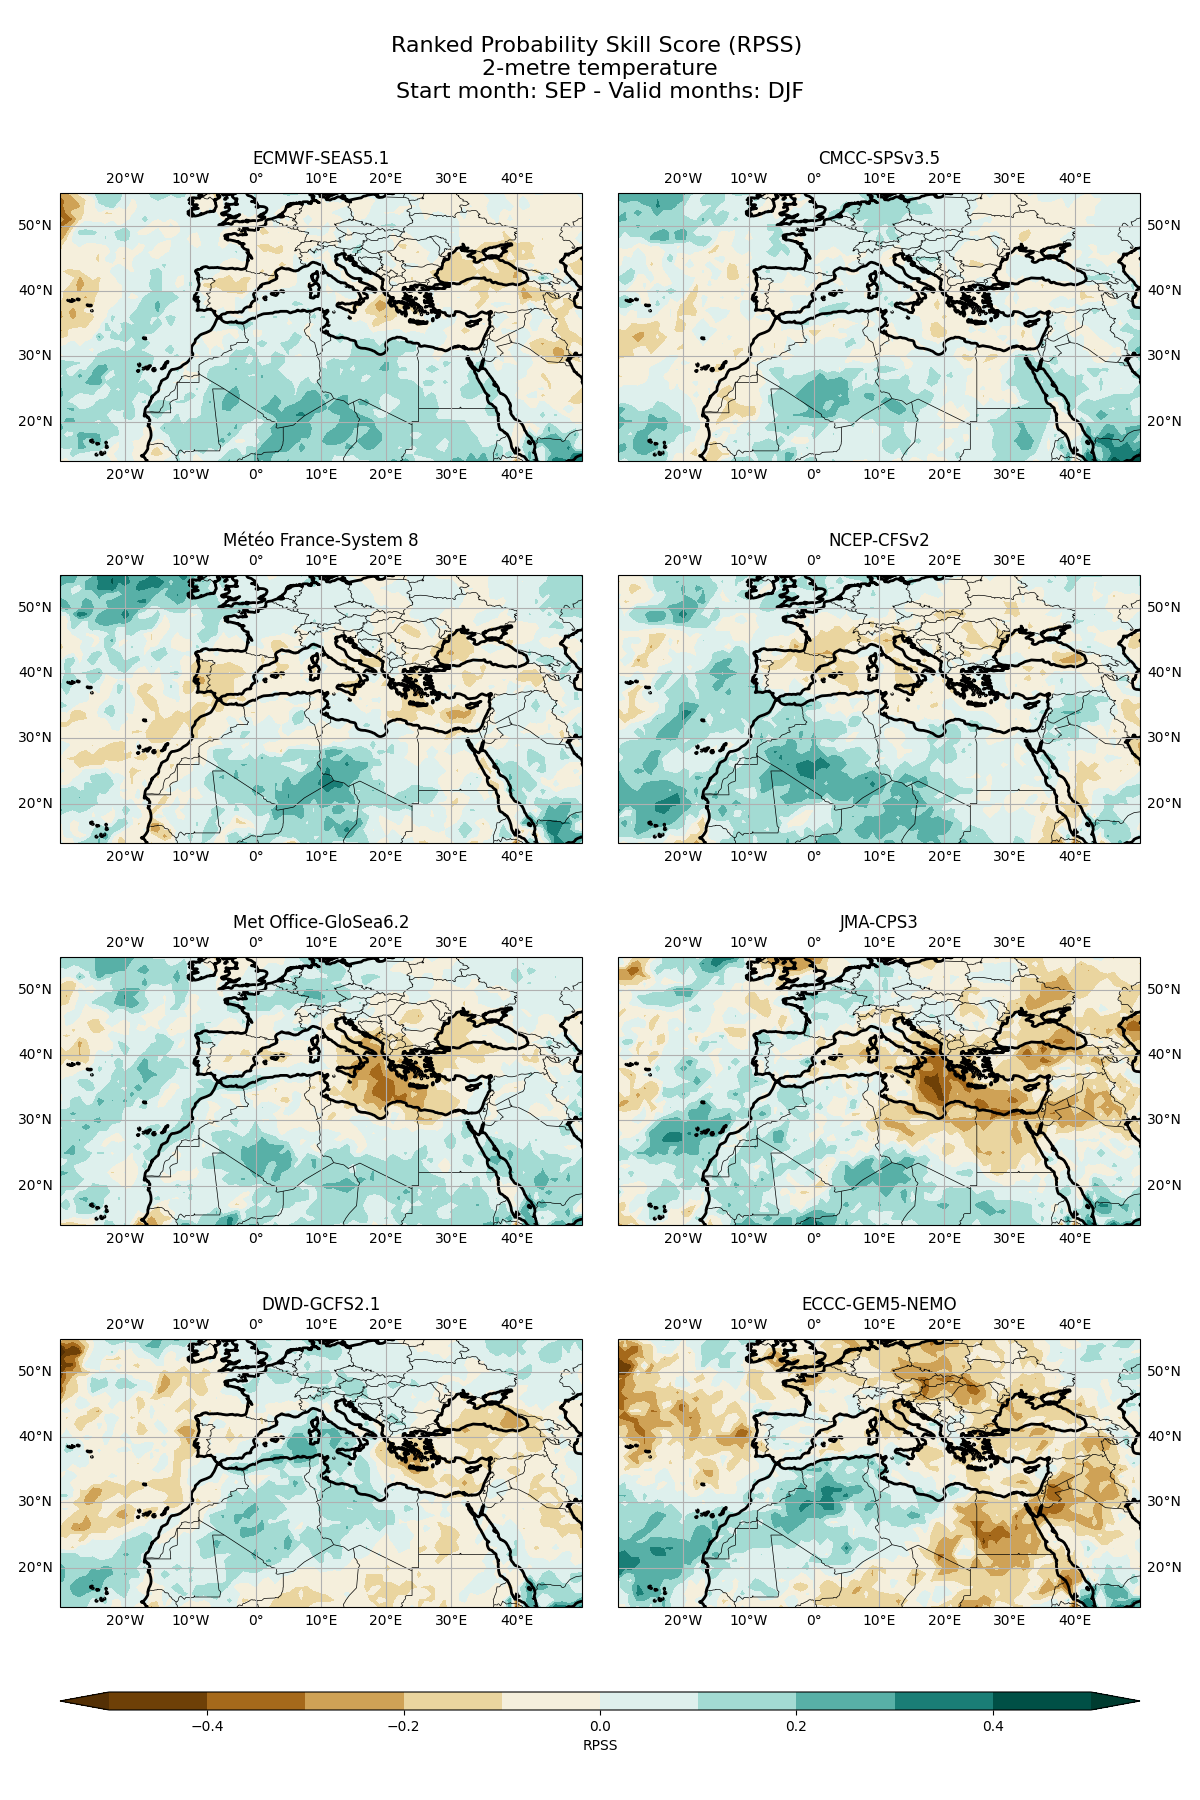 Ranked Probability Skill Score (RPSS)
2-metre temperature
Start month: SEP - Valid months: DJF
ECMWF-SEAS5.1
CMCC-SPSv3.5
20°W 10°W 0° 10°E 20°E 30°E 40°E
20°W 10°W 0° 10°E 20°E 30°E 40°E
50°N
50°N
40°N
40°N
30°N
30°N
20°N
20°N
20°W 10°W 0° 10°E 20°E 30°E 40°E
20°W 10°W 0° 10°E 20°E 30°E 40°E
Météo France-System 8
NCEP-CFSv2
20°W 10°W 0° 10°E 20°E 30°E 40°E
20°W 10°W 0° 10°E 20°E 30°E 40°E
50°N
50°N
40°N
40°N
30°N
30°N
20°N
20°N
20°W 10°W 0° 10°E 20°E 30°E 40°E
20°W 10°W 0° 10°E 20°E 30°E 40°E
Met Office-GloSea6.2
JMA-CPS3
20°W 10°W 0° 10°E 20°E 30°E 40°E
20°W 10°W 0° 10°E 20°E 30°E 40°E
50°N
50°N
40°N
40°N
30°N
30°N
20°N
20°N
20°W 10°W 0° 10°E 20°E 30°E 40°E
20°W 10°W 0° 10°E 20°E 30°E 40°E
DWD-GCFS2.1
ECCC-GEM5-NEMO
20°W 10°W 0° 10°E 20°E 30°E 40°E
20°W 10°W 0° 10°E 20°E 30°E 40°E
50°N
50°N
40°N
40°N
30°N
30°N
20°N
20°N
20°W 10°W 0° 10°E 20°E 30°E 40°E
20°W 10°W 0° 10°E 20°E 30°E 40°E
−0.4 −0.2 0.0 0.2 0.4
RPSS